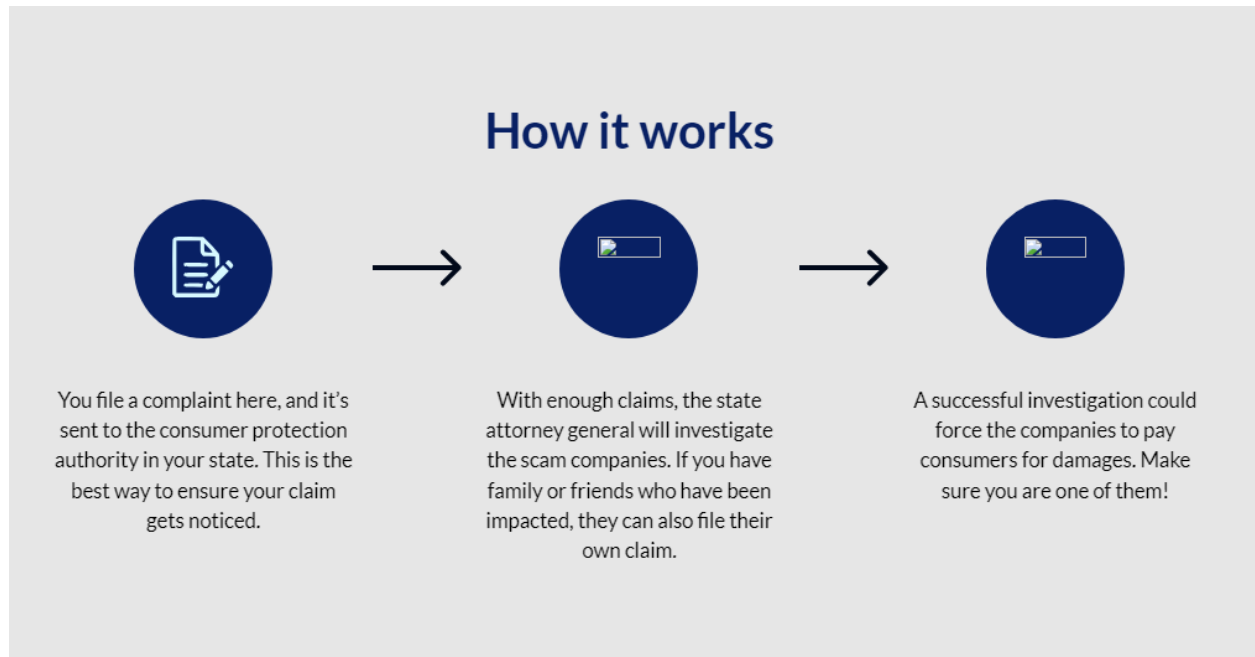 How it works
You file a complaint here, and it’s
sent to the consumer protection
authority in your state. This is the
best way to ensure your claim
gets noticed.
With enough claims, the state
attorney general will investigate
the scam companies. If you have
family or friends who have been
impacted, they can also file their
own claim.
A successful investigation could
force the companies to pay
consumers for damages. Make
sure you are one of them!